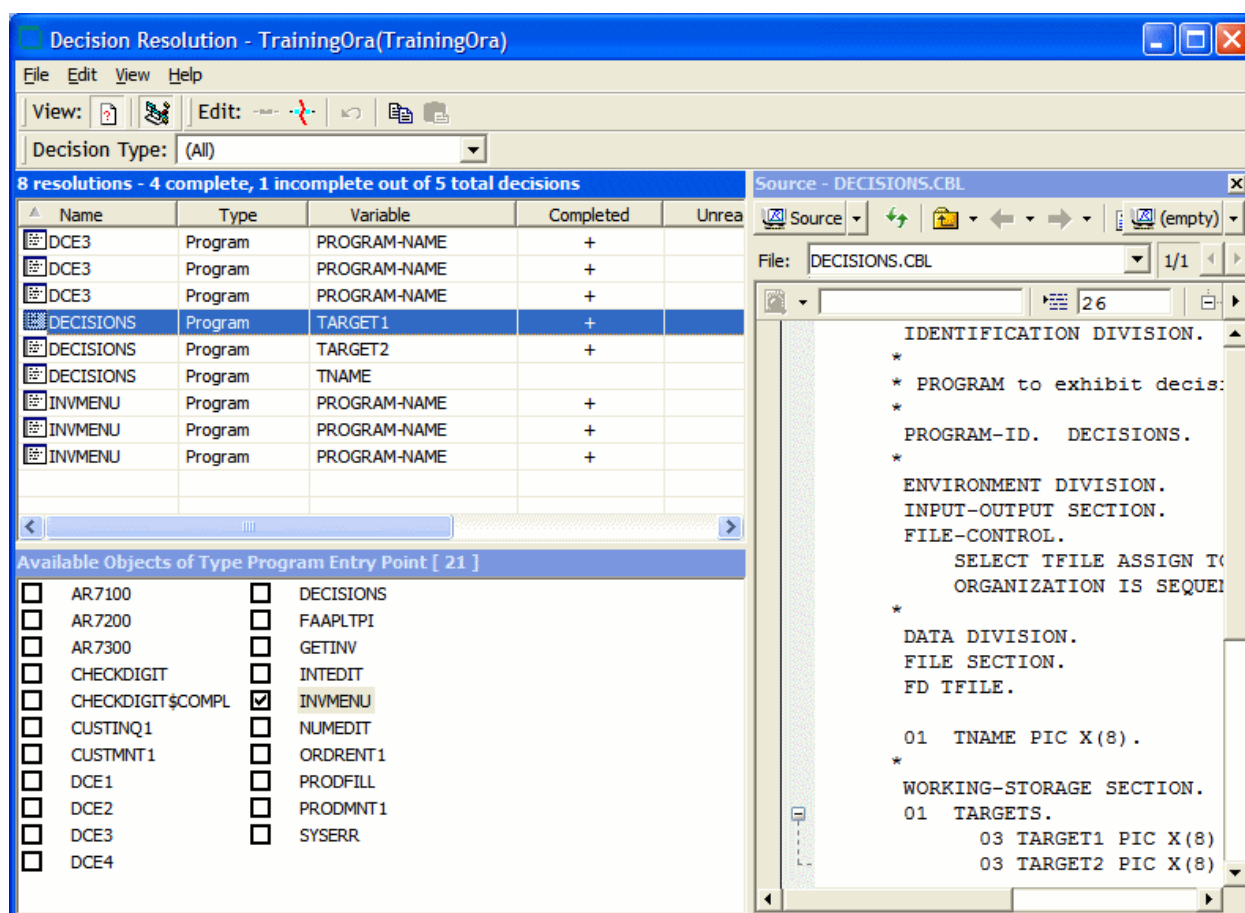 Decision Resolution - TrainingOra(TrainingOra)
File Edit View Help
View: Edit:
Decision Type: (All)
8 resolutions - 4 complete, 1 incomplete out of 5 total decisions
Name Type Variable Completed Unrea
DCE3 Program PROGRAM-NAME +
DCE3 Program PROGRAM-NAME +
DCE3 Program PROGRAM-NAME +
DECISIONS Program TARGET1 +
DECISIONS Program TARGET2 +
DECISIONS Program TNAME
INVMENU Program PROGRAM-NAME +
INVMENU Program PROGRAM-NAME +
INVMENU Program PROGRAM-NAME +
Available Objects of Type Program Entry Point [ 21 ]
AR7100 DECISIONS
AR7200 FAAPLTPI
AR7300 GETINV
CHECKDIGIT INTEDIT
CHECKDIGIT$COMPL INVMENU
CUSTINQ1 NUMEDIT
CUSTMNT1 ORDRENT1
DCE1 PRODFILL
DCE2 PRODMNT1
DCE3 SYSERR
DCE4
Source - DECISIONS.CBL
Source (empty)
File: DECISIONS.CBL 1/1
26
IDENTIFICATION DIVISION.
*
* PROGRAM to exhibit decis
*
PROGRAM-ID. DECISIONS.
*
ENVIRONMENT DIVISION.
INPUT-OUTPUT SECTION.
FILE-CONTROL.
SELECT TFILE ASSIGN TO
ORGANIZATION IS SEQUEN
*
DATA DIVISION.
FILE SECTION.
FD TFILE.
01 TNAME PIC X(8).
*
WORKING-STORAGE SECTION.
01 TARGETS.
03 TARGET1 PIC X(8)
03 TARGET2 PIC X(8)